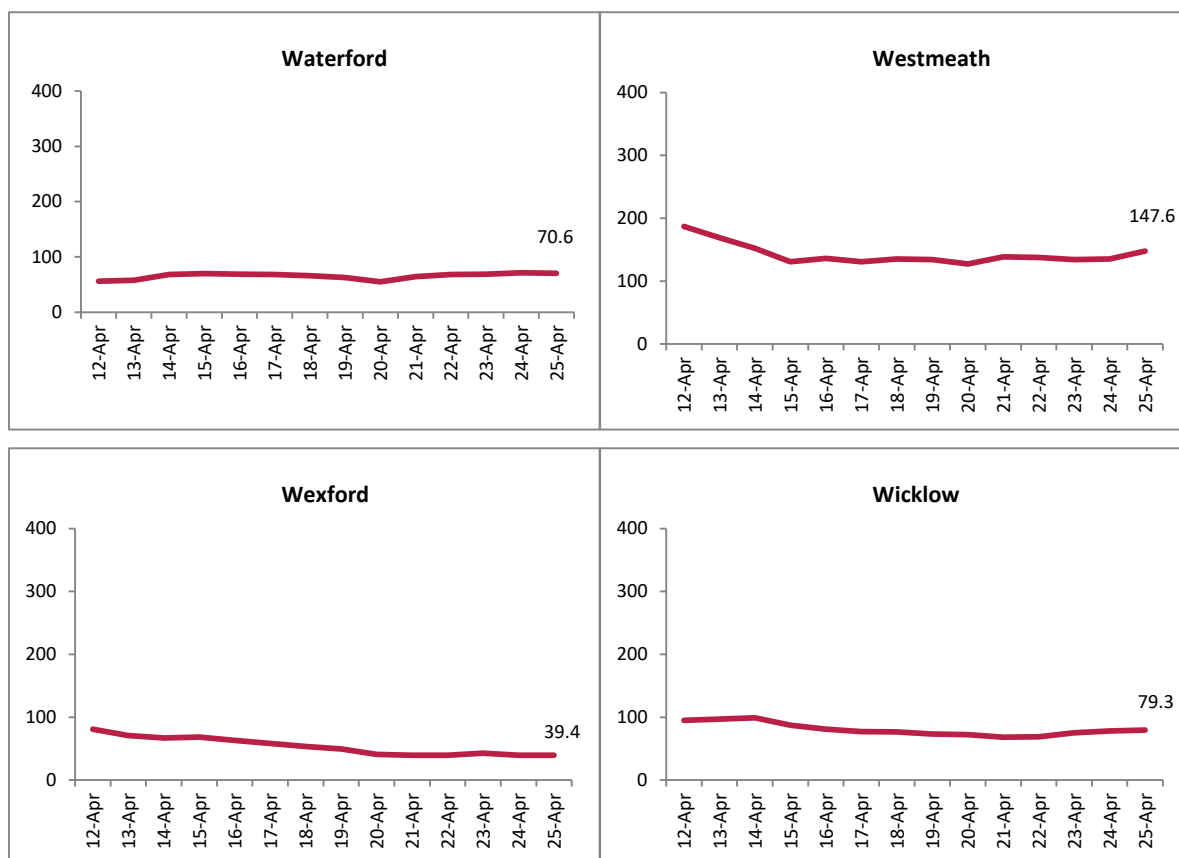 Waterford
400
300
200
100
0
70.6
12-Apr
13-Apr
14-Apr
15-Apr
16-Apr
17-Apr
18-Apr
19-Apr
20-Apr
21-Apr
22-Apr
23-Apr
24-Apr
25-Apr
Westmeath
400
300
200
100
0
147.6
12-Apr
13-Apr
14-Apr
15-Apr
16-Apr
17-Apr
18-Apr
19-Apr
20-Apr
21-Apr
22-Apr
23-Apr
24-Apr
25-Apr
Wexford
400
300
200
100
0
39.4
12-Apr
13-Apr
14-Apr
15-Apr
16-Apr
17-Apr
18-Apr
19-Apr
20-Apr
21-Apr
22-Apr
23-Apr
24-Apr
25-Apr
Wicklow
400
300
200
100
0
79.3
12-Apr
13-Apr
14-Apr
15-Apr
16-Apr
17-Apr
18-Apr
19-Apr
20-Apr
21-Apr
22-Apr
23-Apr
24-Apr
25-Apr